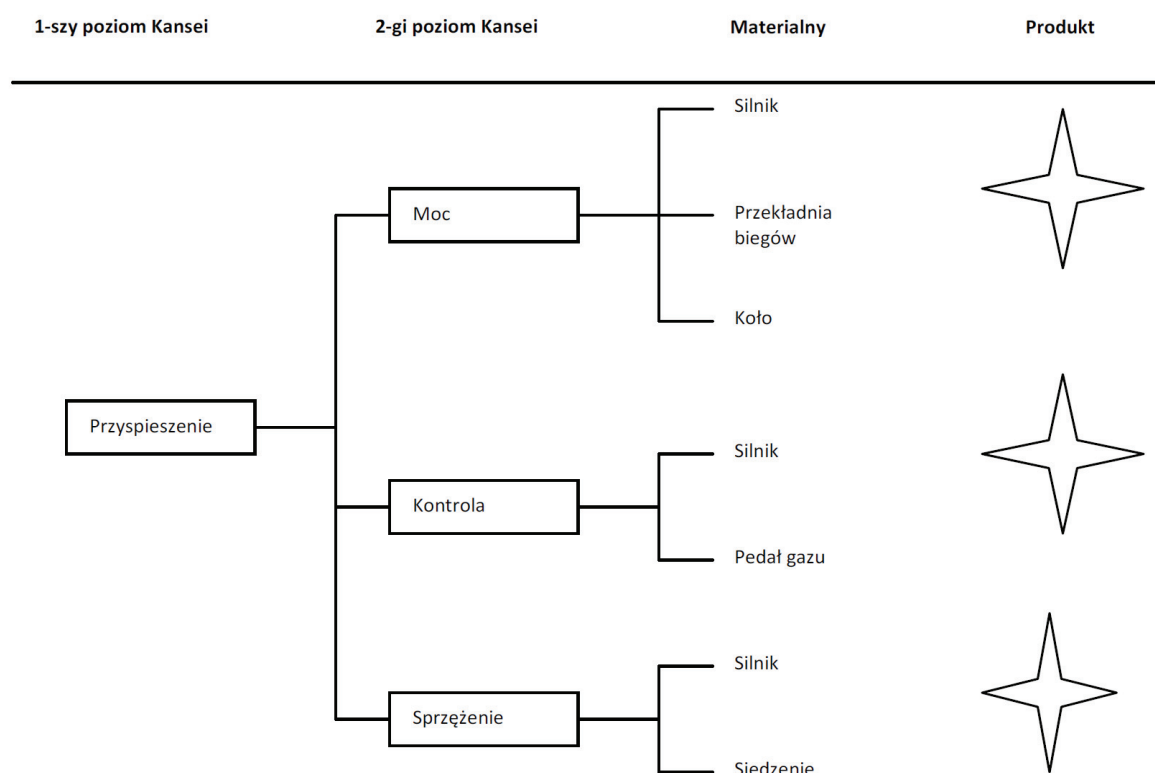 1-szy poziom Kansei
2-gi poziom Kansei
Materialny
Produkt
Silnik
Moc
Przekładnia
biegów
Koło
Przyspieszenie
Silnik
Kontrola
Pedał gazu
Silnik
Sprzężenie
Siedzenie